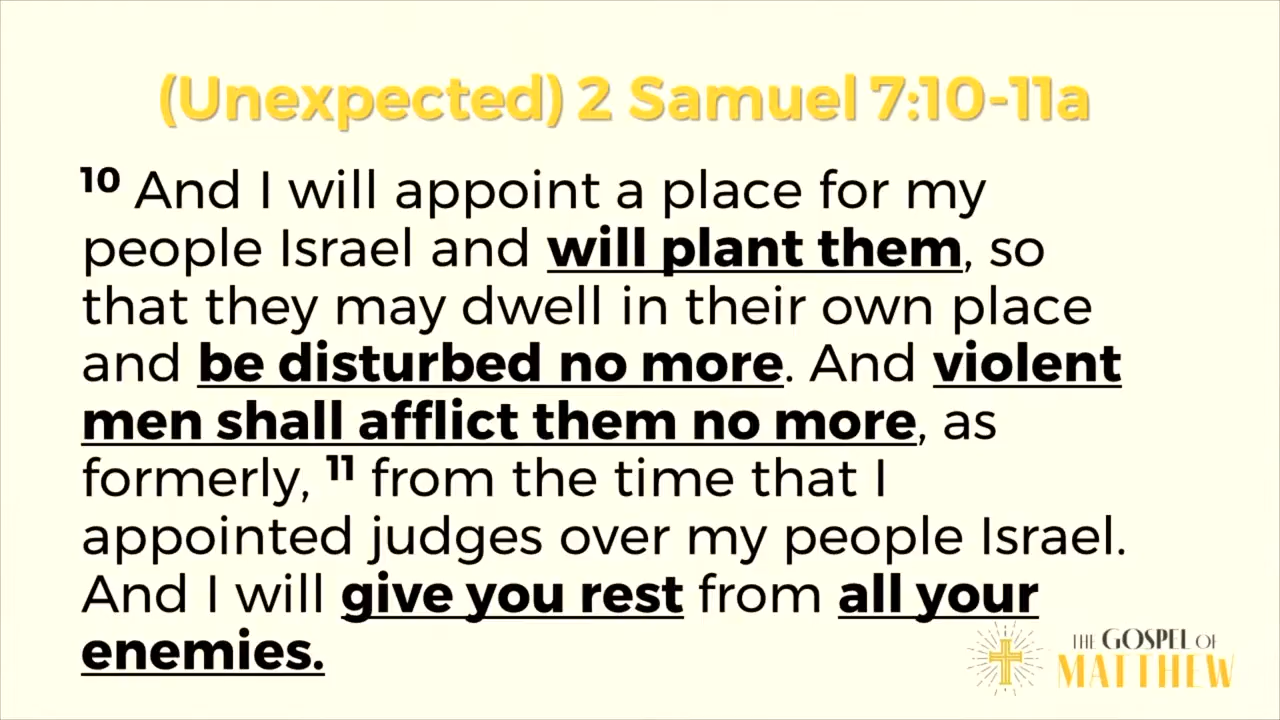 (Unexpected) 2 Samuel 7:10-11a
10 And I will appoint a place for my
people Israel and will plant them, so
that they may dwell in their own place
and be disturbed no more. And violent
men shall afflict them no more, as
formerly, 11 from the time that I
appointed judges over my people Israel.
And I will give you rest from all your
enemies.
THE GOSPEL OF
MATTHEW